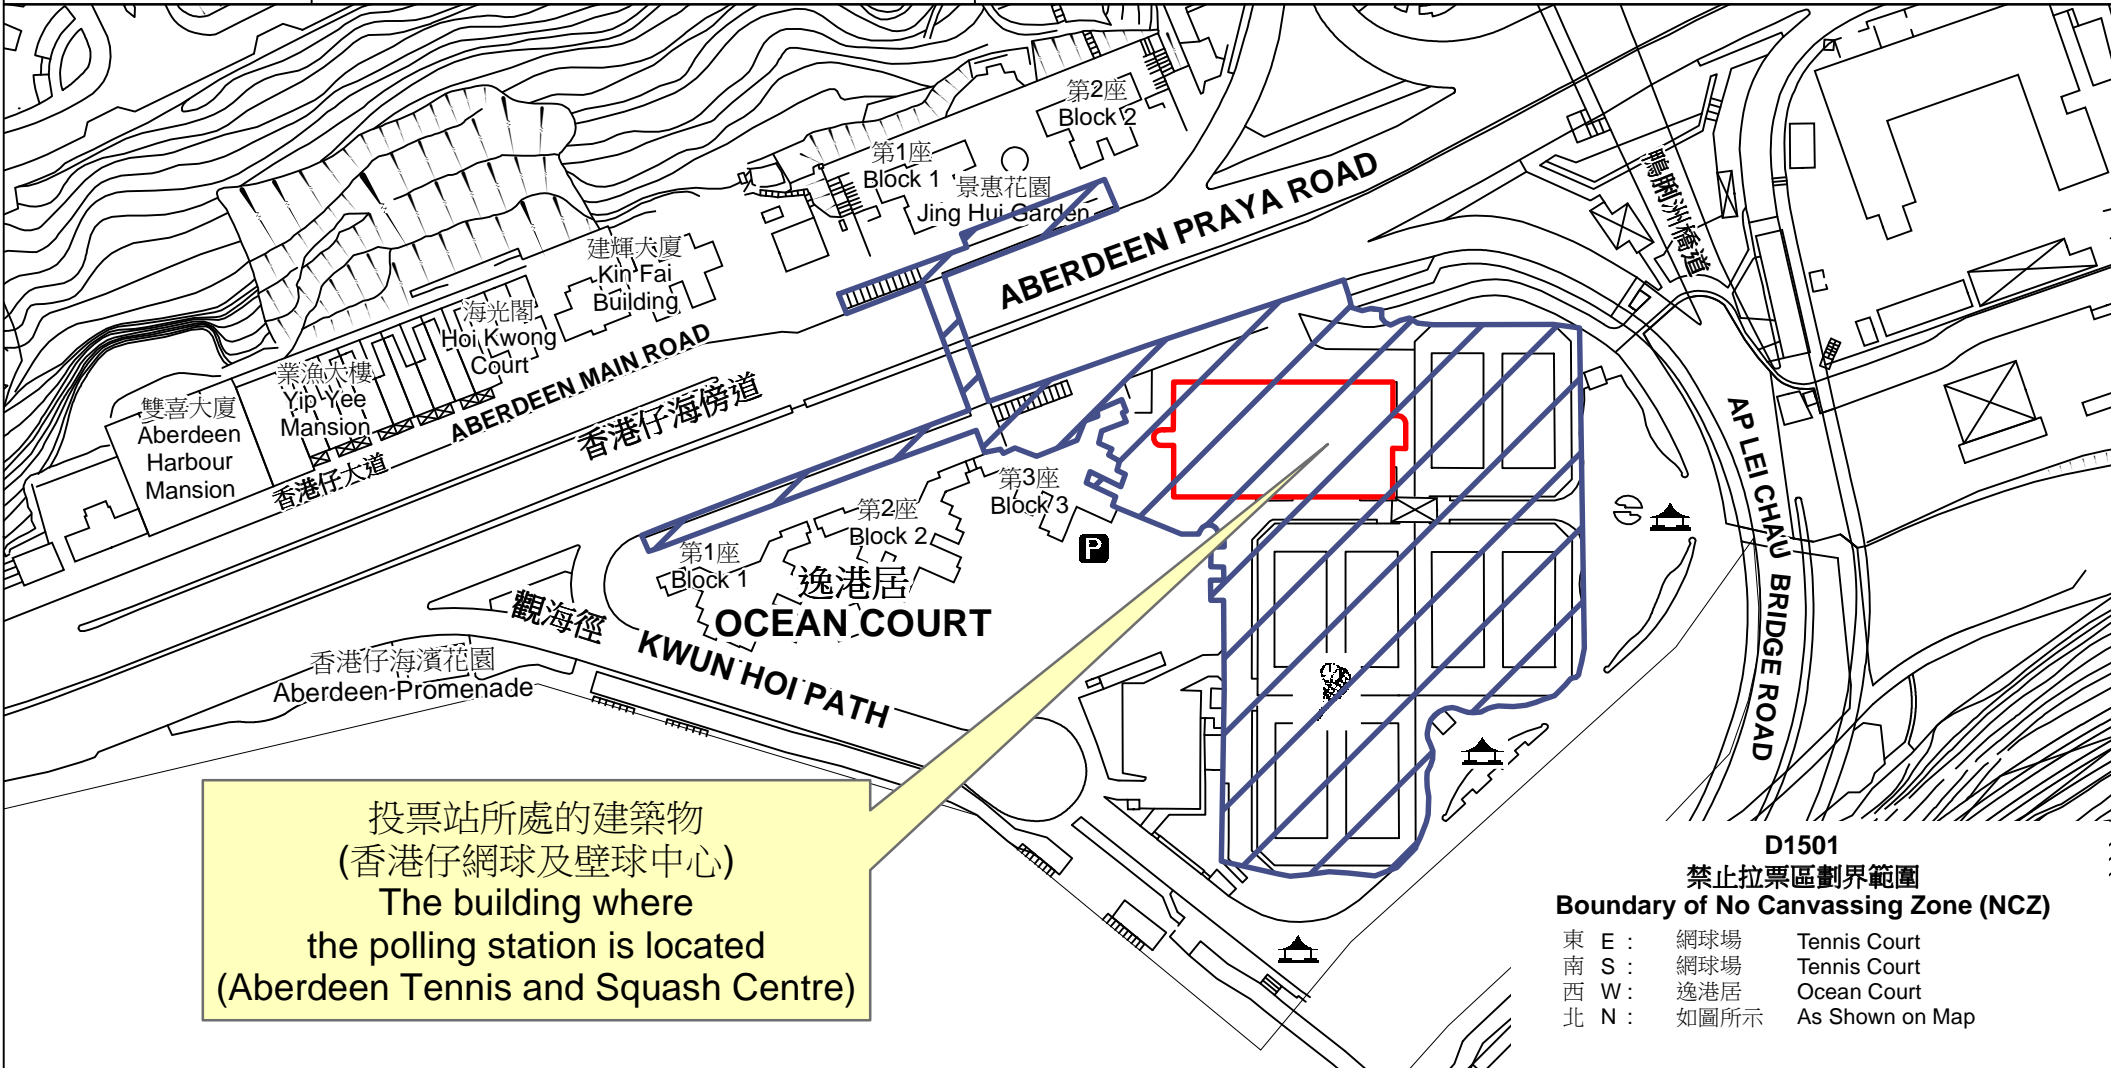 第2座
Block 2
第1座
Block 1
景惠花園
Jing Hui Garden
ABERDEEN PRAYA ROAD
鴨脷洲橋道
建輝大廈
Kin Fai
Building
海光閣
Hoi Kwong
Court
業漁大樓
Yip Yee
Mansion
雙喜大廈
Aberdeen
Harbour
Mansion
ABERDEEN MAIN ROAD
香港仔大道
香港仔海傍道
AP LEI CHAU BRIDGE ROAD
第3座
Block 3
第2座
Block 2
第1座
Block 1
P
逸港居
OCEAN COURT
觀海徑
KWUN HOI PATH
香港仔海濱花園
Aberdeen Promenade
投票站所處的建築物
(香港仔網球及壁球中心)
The building where
the polling station is located
(Aberdeen Tennis and Squash Centre)
D1501
禁止拉票區劃界範圍
Boundary of No Canvassing Zone (NCZ)
東 E : 網球場 Tennis Court
南 S : 網球場 Tennis Court
西 W : 逸港居 Ocean Court
北 N : 如圖所示 As Shown on Map